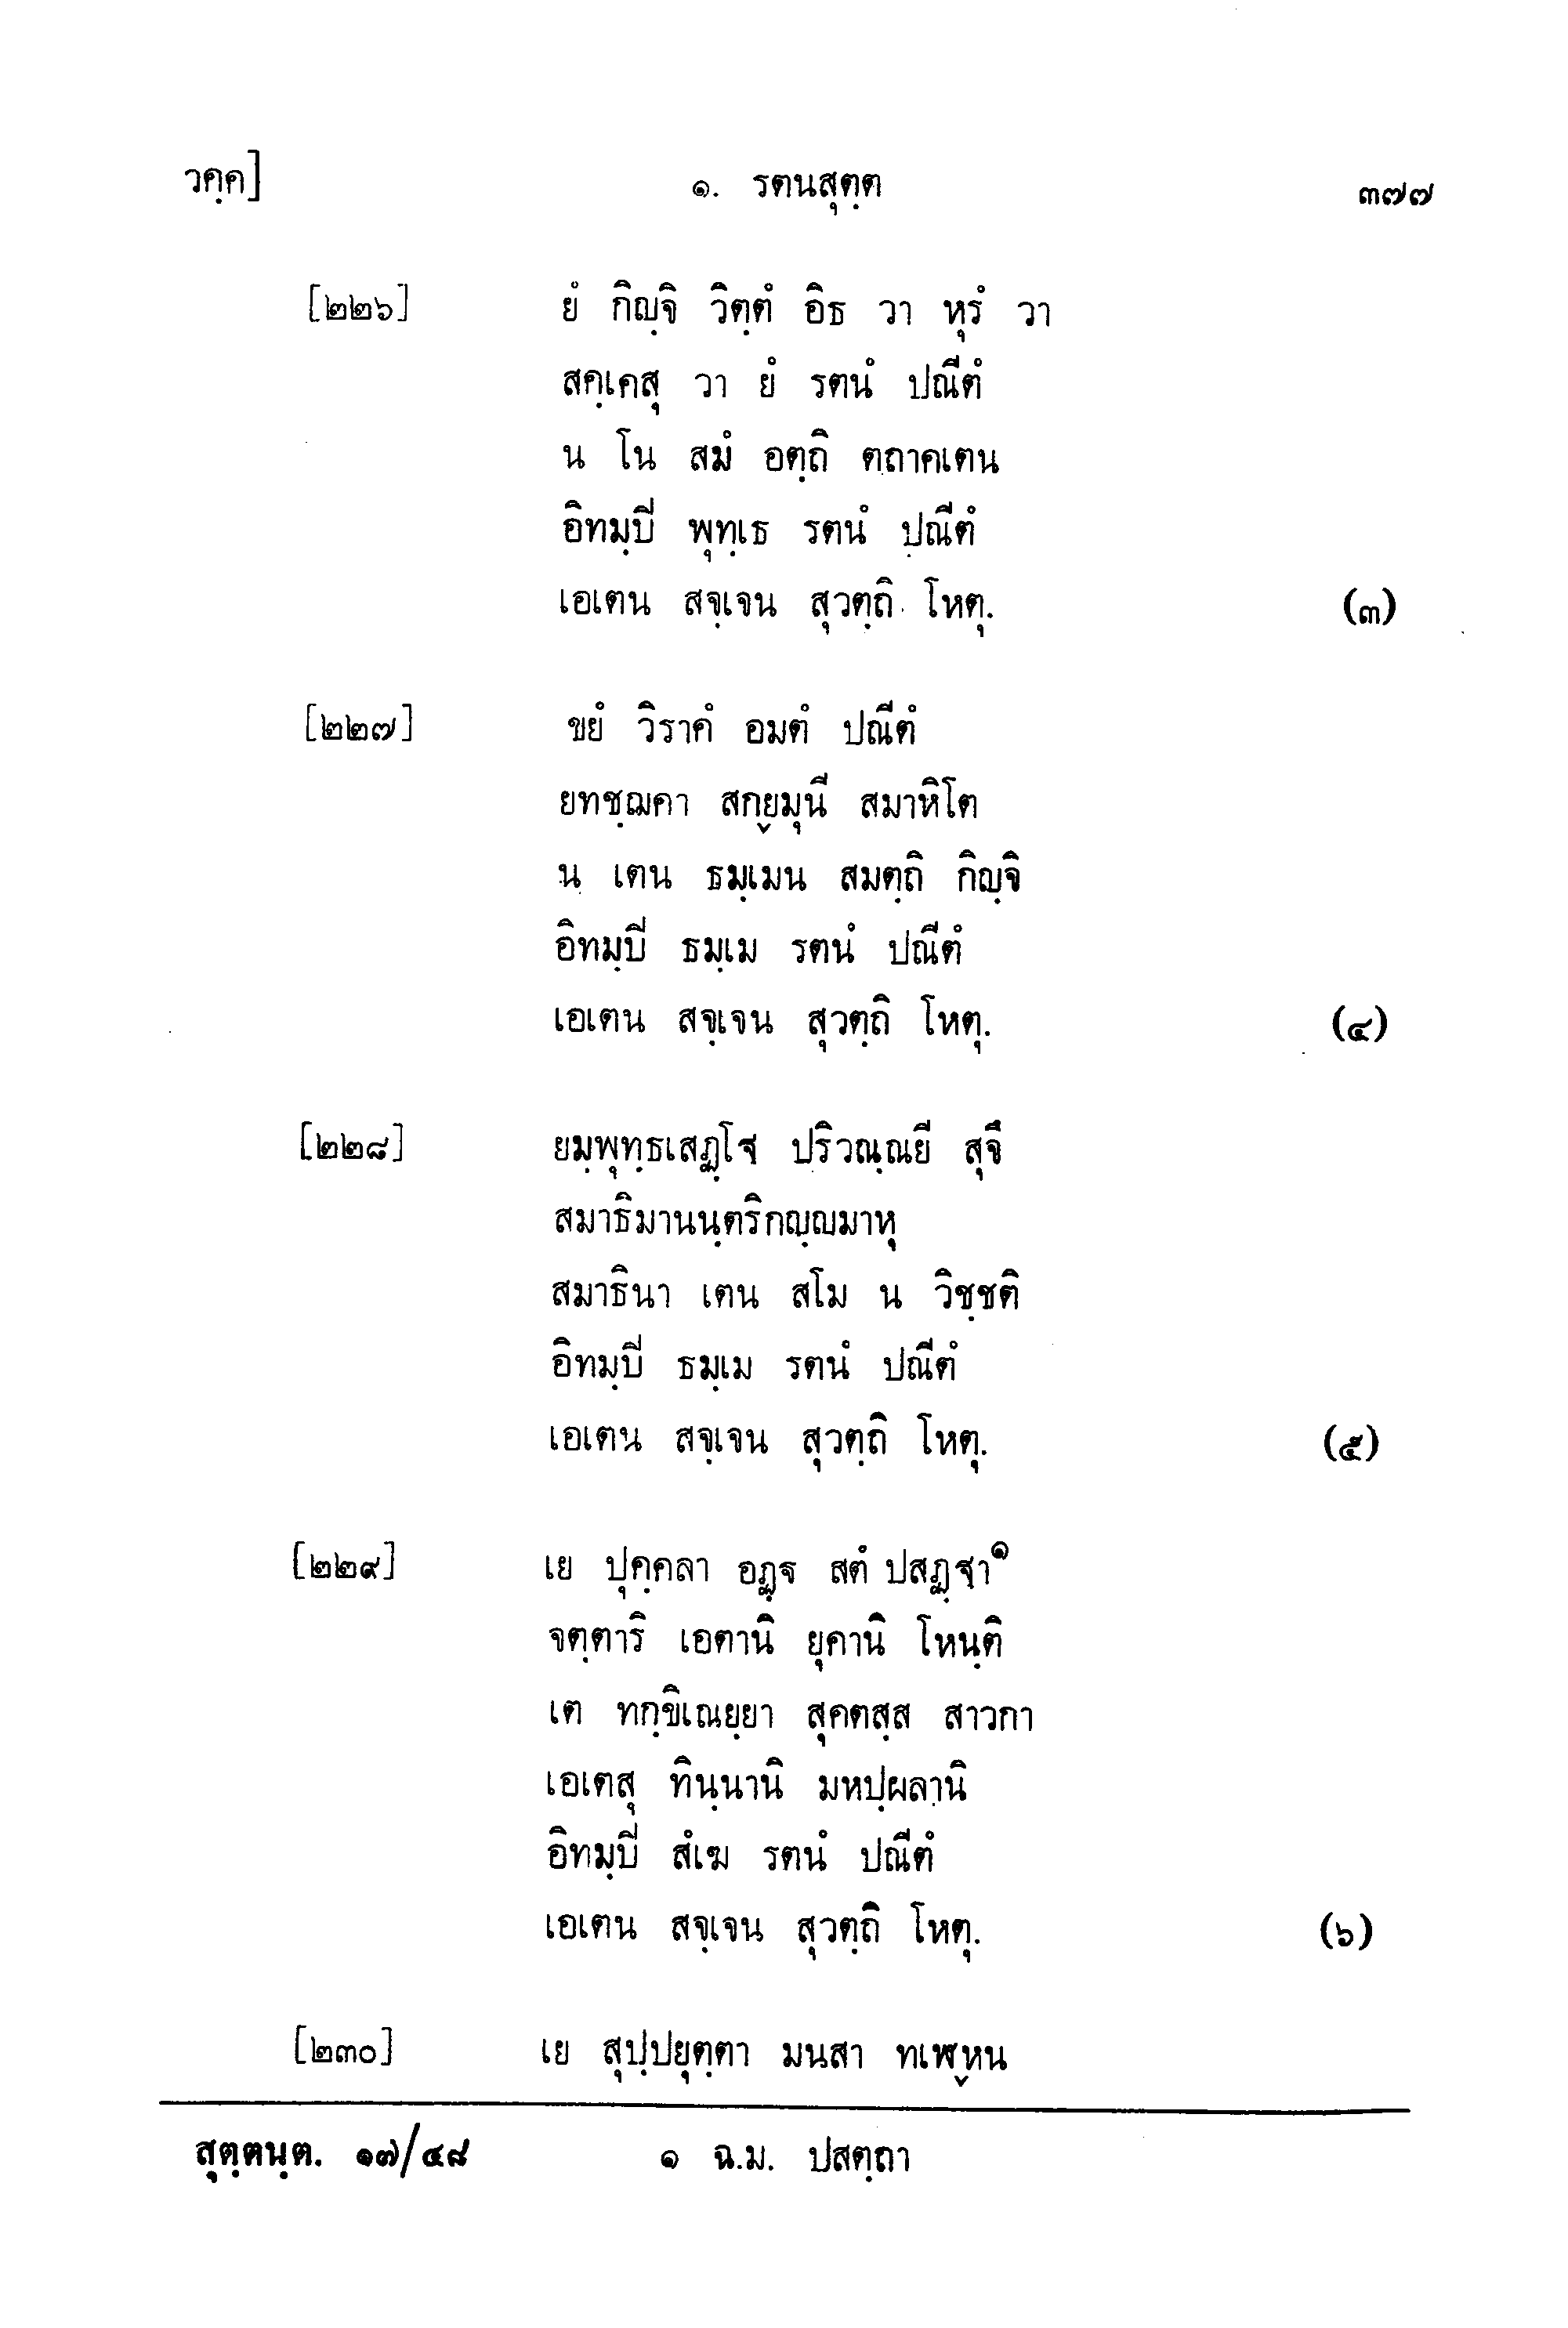 วคฺค] ๑. รตนสุตฺต ๓๗๗
[๒๒๖] ยํ กิญฺจิ วิตฺตํ อิธ วา หุรํ วา
สคฺเคสุ วา ยํ รตนํ ปณีตํ
น โน สมํ อตฺถิ ตถาคเตน
อิทมฺปิ พุทฺเธ รตนํ ปณีตํ
เอเตน สจฺเจน สุวตฺถิ โหตุ. (๓)
[๒๒๗] ขยํ วิราคํ อมตํ ปณีตํ
ยทชฺฌคา สกฺยมุนี สมาหิโต
น เตน ธมฺเมน สมตฺถิ กิญฺจิ
อิทมฺปิ ธมฺเม รตนํ ปณีตํ
เอเตน สจฺเจน สุวตฺถิ โหตุ. (๔)
[๒๒๘] ยมฺพุทฺธเสฏฺโฐ ปริวณฺณยี สุจึ
สมาธิมานนฺตริกญฺญมาหุ
สมาธินา เตน สโม น วิชฺชติ
อิทมฺปิ ธมฺเม รตนํ ปณีตํ
เอเตน สจฺเจน สุวตฺถิ โหตุ. (๕)
[๒๒๙] เย ปุคฺคลา อฏฺฐ สตํ ปสฏฺฐา๑
จตฺตาริ เอตานิ ยุคานิ โหนฺติ
เต ทกฺขิเณยฺยา สุคตสฺส สาวกา
เอเตสุ ทินฺนานิ มหปฺผลานิ
อิทมฺปิ สํเฆ รตนํ ปณีตํ
เอเตน สจฺเจน สุวตฺถิ โหตุ. (๖)
[๒๓๐] เย สุปฺปยุตฺตา มนสา ทเฬฺหน
สุตฺตนฺต. ๑๗/๔๘ ๑ ฉ.ม. ปสตฺถา